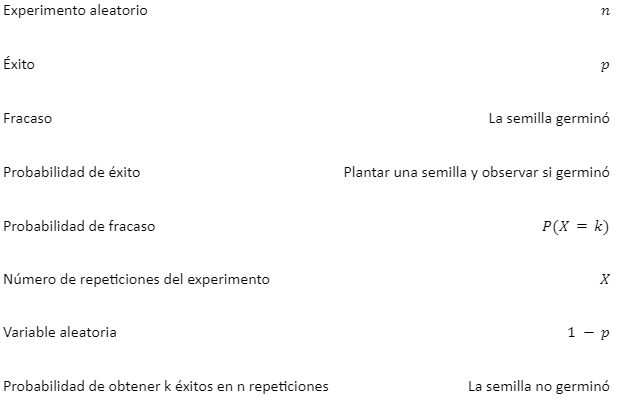 Experimento aleatorio n
Éxito p
Fracaso La semilla germinó
Probabilidad de éxito Plantar una semilla y observar si germinó
Probabilidad de fracaso P(X = k)
Número de repeticiones del experimento X
Variable aleatoria 1 − p
Probabilidad de obtener k éxitos en n repeticiones La semilla no germinó